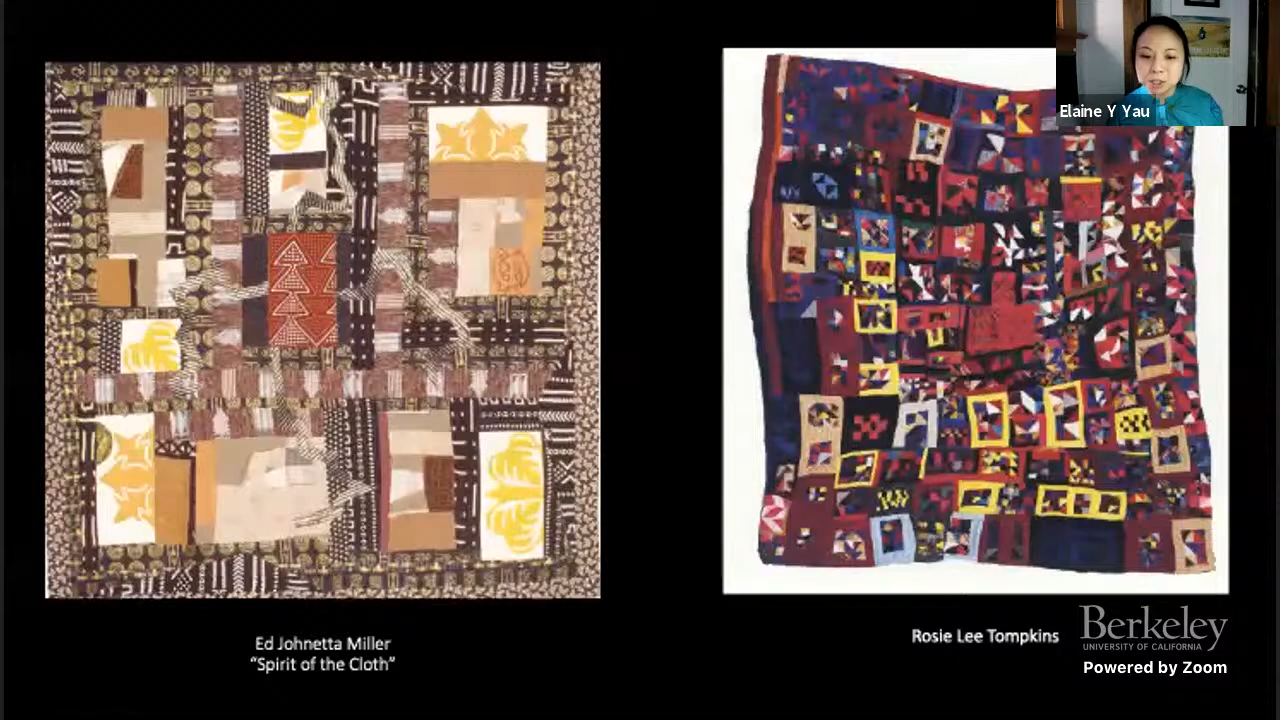 Elaine Y Yau
Ed Johnetta Miller
“Spirit of the Cloth”
Rosie Lee Tompkins
Berkeley
UNIVERSITY OF CALIFORNIA
Powered by Zoom